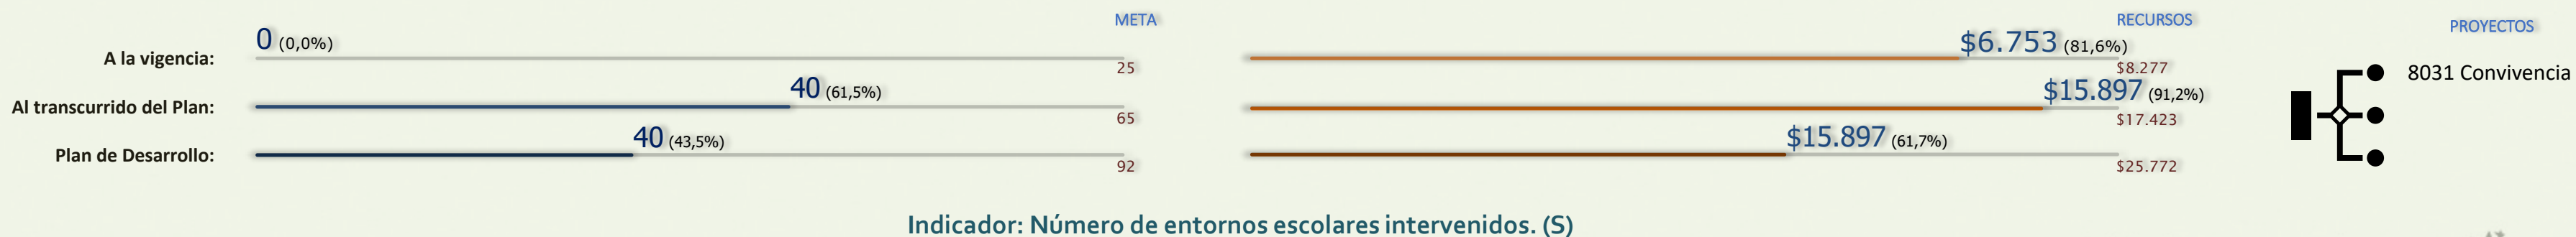 META
RECURSOS
PROYECTOS
A la vigencia: 0 (0,0%) 25 $6.753 (81,6%) $8.277
8031 Convivencia
Al transcurrido del Plan: 40 (61,5%) 65 $15.897 (91,2%) $17.423
Plan de Desarrollo: 40 (43,5%) 92 $15.897 (61,7%) $25.772
Indicador: Número de entornos escolares intervenidos. (S)